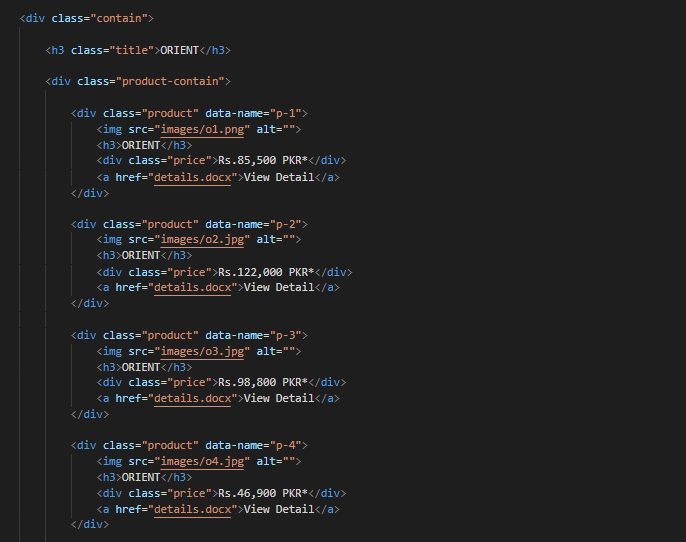 <div class="contain">
<h3 class="title">ORIENT</h3>
<div class="product-contain">
<div class="product" data-name="p-1">
<img src="images/o1.png" alt="">
<h3>ORIENT</h3>
<div class="price">Rs.85,500 PKR*</div>
<a href="details.docx">View Detail</a>
</div>
<div class="product" data-name="p-2">
<img src="images/o2.jpg" alt="">
<h3>ORIENT</h3>
<div class="price">Rs.122,000 PKR*</div>
<a href="details.docx">View Detail</a>
</div>
<div class="product" data-name="p-3">
<img src="images/o3.jpg" alt="">
<h3>ORIENT</h3>
<div class="price">Rs.98,800 PKR*</div>
<a href="details.docx">View Detail</a>
</div>
<div class="product" data-name="p-4">
<img src="images/o4.jpg" alt="">
<h3>ORIENT</h3>
<div class="price">Rs.46,900 PKR*</div>
<a href="details.docx">View Detail</a>
</div>